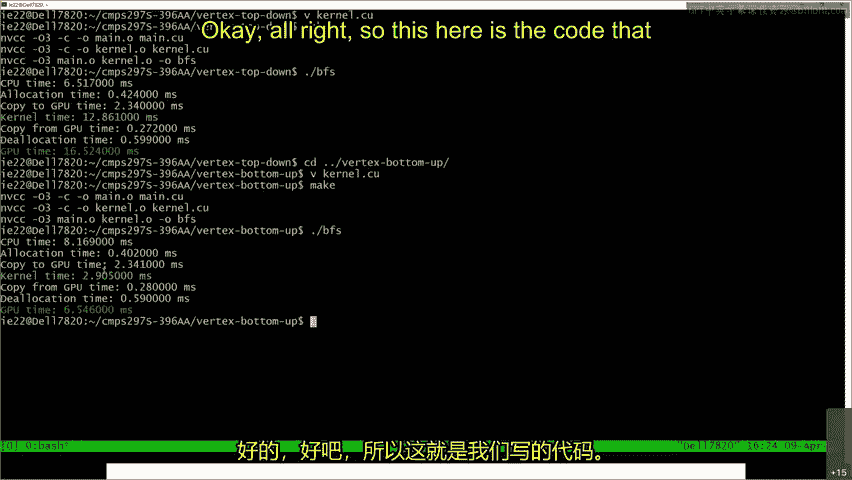 ie22@Dell7820:~/cmps297S-396AA/vertex-top-down$ v kernel.cu
Okay, all right, so this here is the code that
nvcc -O3 -c -o main.o main.cu
nvcc -O3 -c -o kernel.o kernel.cu
nvcc -O3 main.o kernel.o -o bfs
ie22@Dell7820:~/cmps297S-396AA/vertex-top-down$ ./bfs
CPU time: 6.517000 ms
Allocation time: 0.424000 ms
Copy to GPU time: 2.340000 ms
Kernel time: 12.861000 ms
Copy from GPU time: 0.272000 ms
Deallocation time: 0.599000 ms
GPU time: 16.524000 ms
ie22@Dell7820:~/cmps297S-396AA/vertex-top-down$ cd ../vertex-bottom-up/
ie22@Dell7820:~/cmps297S-396AA/vertex-bottom-up$ v kernel.cu
ie22@Dell7820:~/cmps297S-396AA/vertex-bottom-up$ make
nvcc -O3 -c -o main.o main.cu
nvcc -O3 -c -o kernel.o kernel.cu
nvcc -O3 main.o kernel.o -o bfs
ie22@Dell7820:~/cmps297S-396AA/vertex-bottom-up$ ./bfs
CPU time: 8.169000 ms
Allocation time: 0.402000 ms
Copy to GPU time: 2.341000 ms
Kernel time: 2.905000 ms
Copy from GPU time: 0.280000 ms
Deallocation time: 0.590000 ms
GPU time: 6.546000 ms
ie22@Dell7820:~/cmps297S-396AA/vertex-bottom-up$
[0] 0:bash* "Dell7820" 16:24 09-Apr-
好的，好吧，所以这就是我们写的代码。
+15